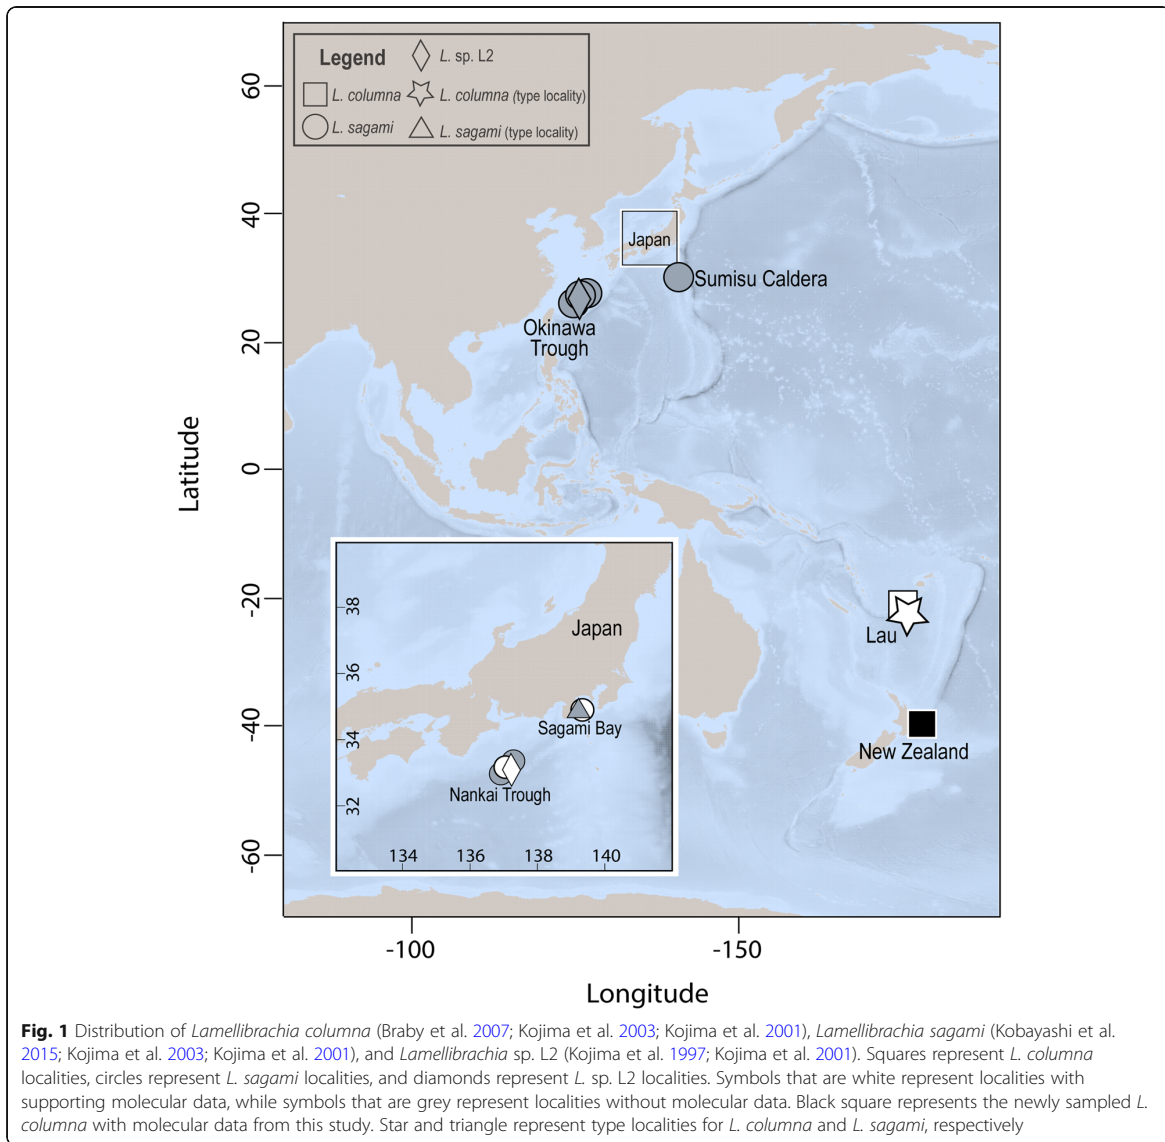 Legend
L. sp. L2
L. columna
L. columna (type locality)
L. sagami
L. sagami (type locality)
60
40
20
0
-20
-40
-60
Latitude
Japan
Sumisu Caldera
Okinawa
Trough
Lau
New Zealand
38
36
34
32
Japan
Sagami Bay
Nankai Trough
134 136 138 140
-100 -150
Longitude
Fig. 1 Distribution of Lamellibrachia columna (Braby et al. 2007; Kojima et al. 2003; Kojima et al. 2001), Lamellibrachia sagami (Kobayashi et al.
2015; Kojima et al. 2003; Kojima et al. 2001), and Lamellibrachia sp. L2 (Kojima et al. 1997; Kojima et al. 2001). Squares represent L. columna
localities, circles represent L. sagami localities, and diamonds represent L. sp. L2 localities. Symbols that are white represent localities with
supporting molecular data, while symbols that are grey represent localities without molecular data. Black square represents the newly sampled L.
columna with molecular data from this study. Star and triangle represent type localities for L. columna and L. sagami, respectively